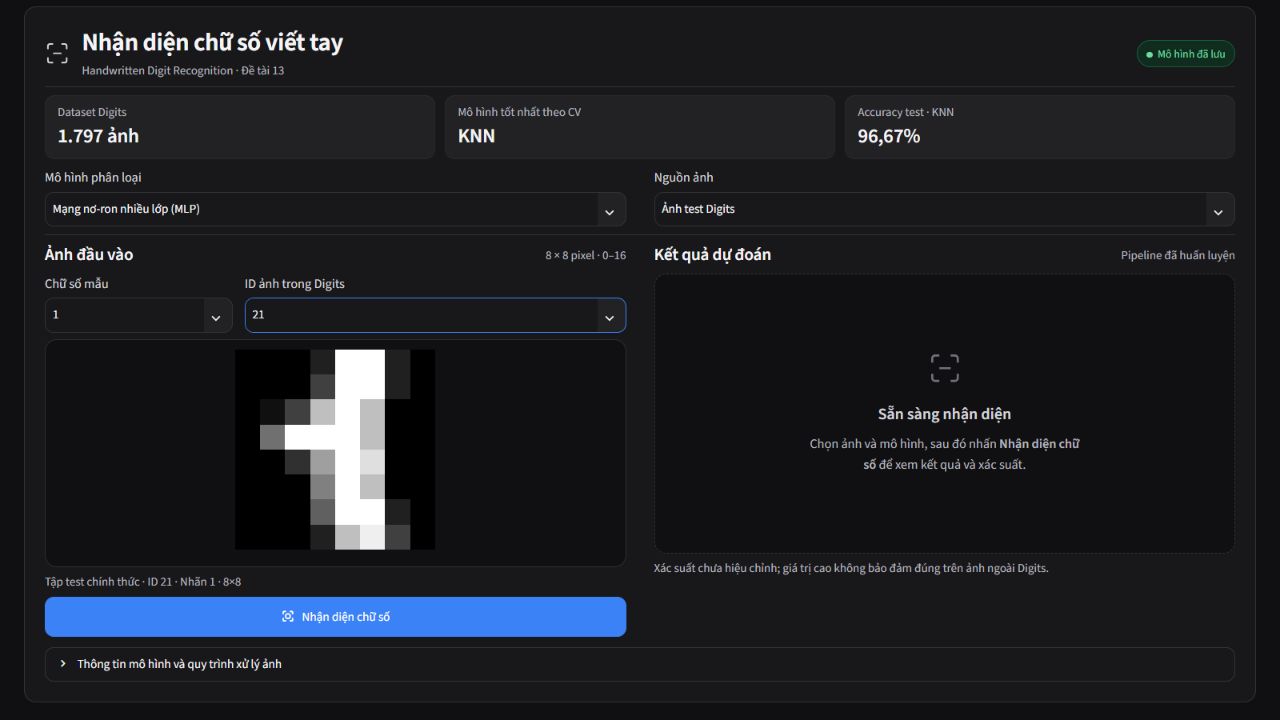 Nhận diện chữ số viết tay
Handwritten Digit Recognition · Đề tài 13
Mô hình đã lưu
Dataset Digits
1.797 ảnh
Mô hình tốt nhất theo CV
KNN
Accuracy test · KNN
96,67%
Mô hình phân loại
Mạng nơ-ron nhiều lớp (MLP)
Nguồn ảnh
Ảnh test Digits
Ảnh đầu vào
8 × 8 pixel · 0–16
Chữ số mẫu
1
ID ảnh trong Digits
21
Tập test chính thức · ID 21 · Nhãn 1 · 8×8
Nhận diện chữ số
Kết quả dự đoán
Pipeline đã huấn luyện
Sẵn sàng nhận diện
Chọn ảnh và mô hình, sau đó nhấn Nhận diện chữ
số để xem kết quả và xác suất.
Xác suất chưa hiệu chỉnh; giá trị cao không bảo đảm đúng trên ảnh ngoài Digits.
Thông tin mô hình và quy trình xử lý ảnh